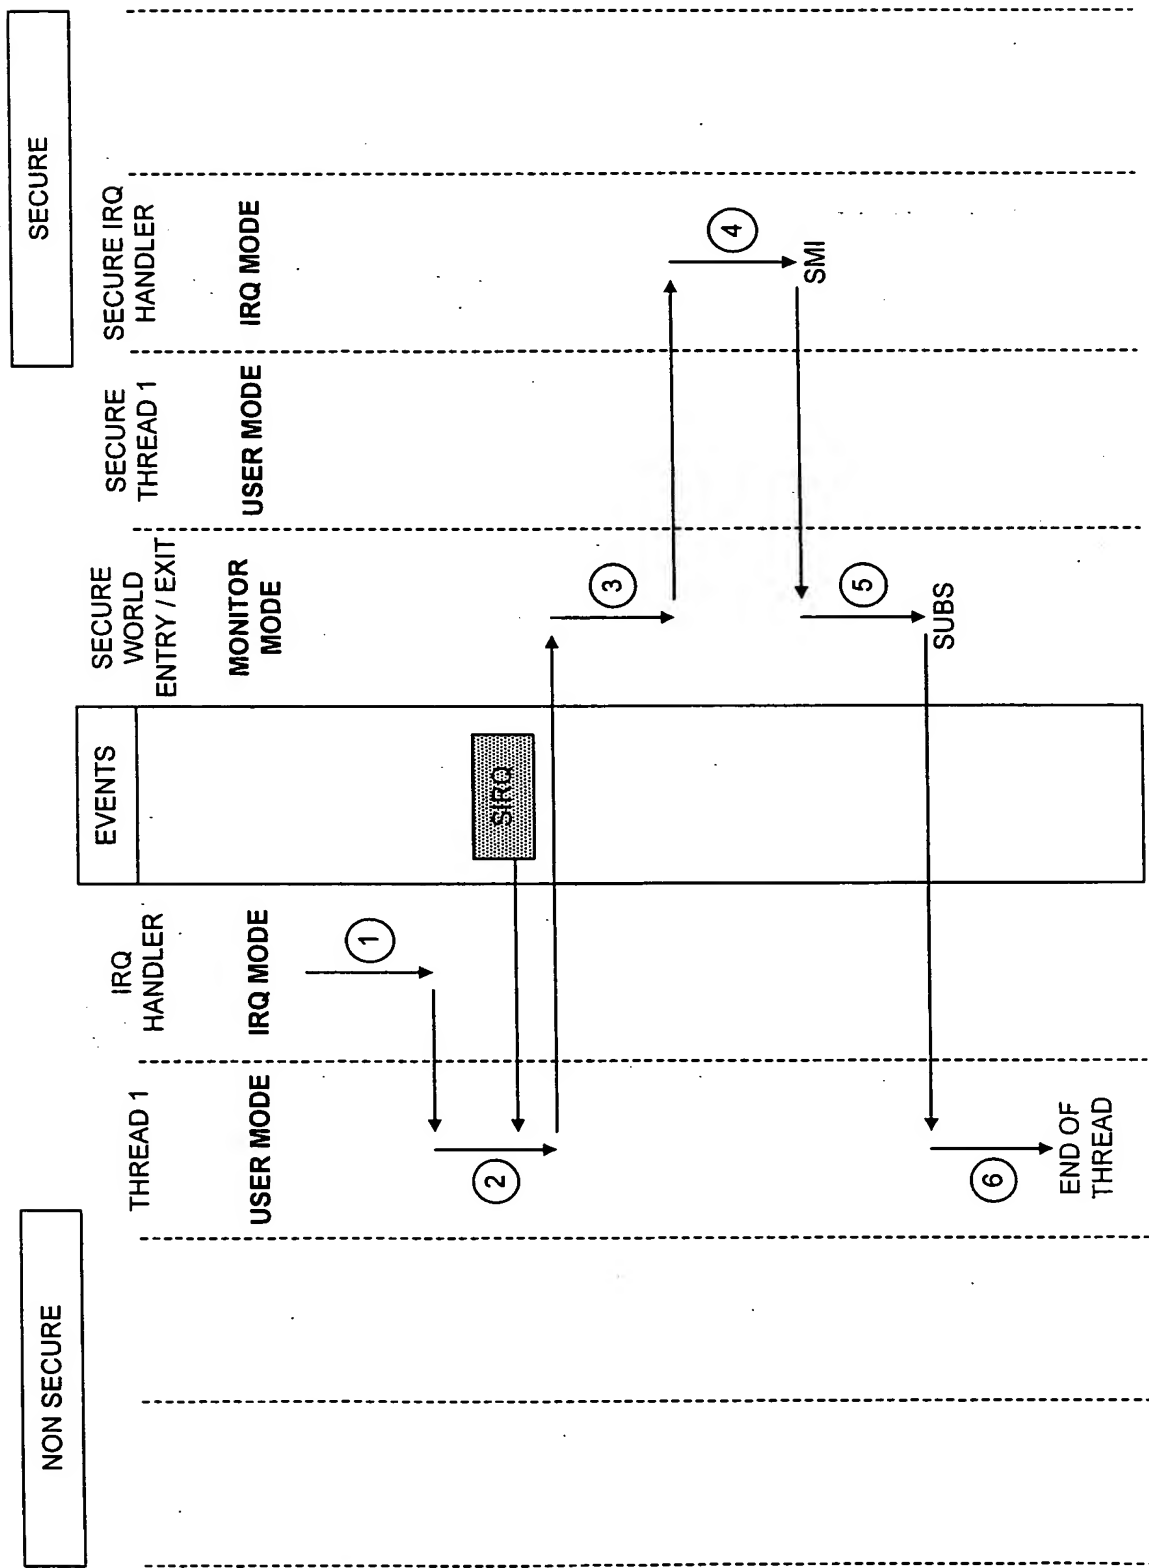 NON SECURE
SECURE
THREAD 1
USER MODE
IRQ
HANDLER
IRQ MODE
EVENTS
SECURE
WORLD
ENTRY / EXIT
MONITOR
MODE
SECURE
THREAD 1
USER MODE
SECURE IRQ
HANDLER
IRQ MODE
1
2
SIRQ
3
4
SMI
5
SUBS
6
END OF
THREAD